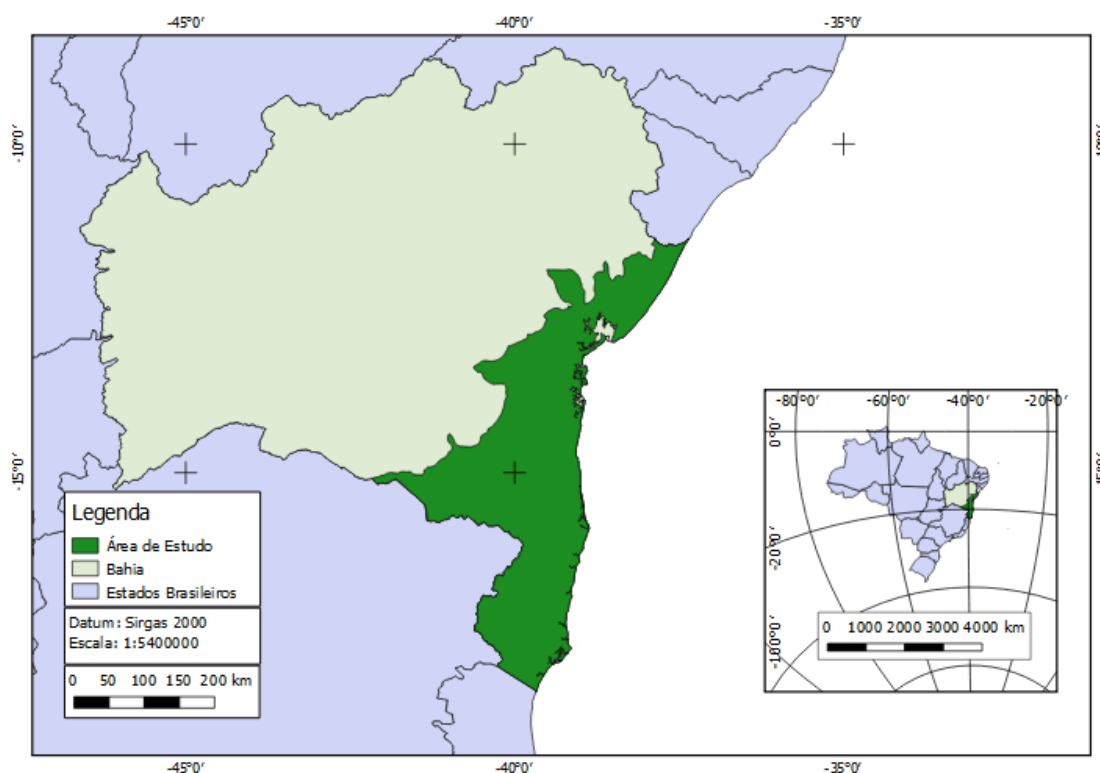 -45°0′ -40°0′ -35°0′
-10°0′
-10°0′
-15°0′
-15°0′
Legenda
Área de Estudo
Bahia
Estados Brasileiros
Datum: Sirgas 2000
Escala: 1:5400000
0 50 100 150 200 km
-80°0′ -60°0′ -40°0′ -20°0′
0°0′
-20°0′
-100°0′
0 1000 2000 3000 4000 km
-45°0′ -40°0′ -35°0′